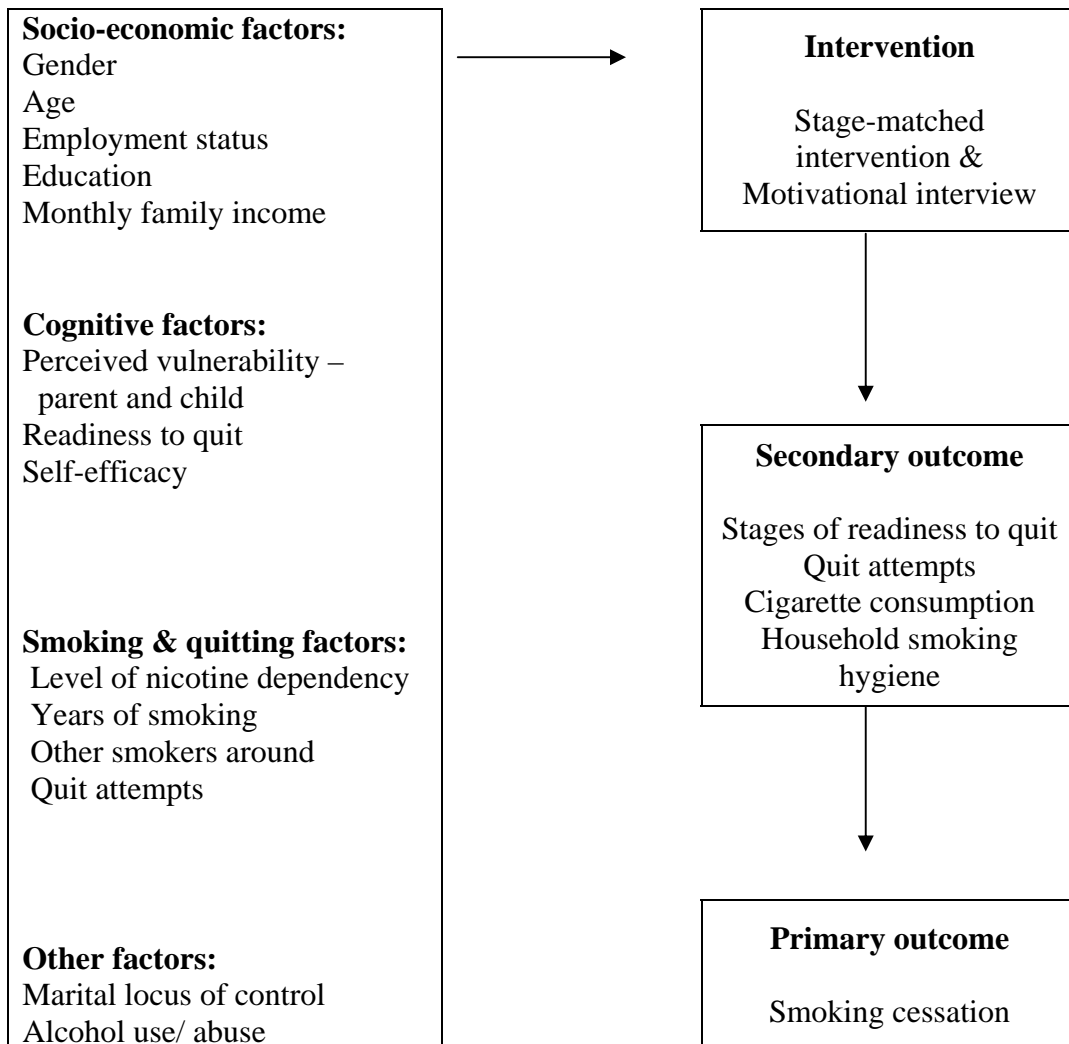 Socio-economic factors:
Gender
Age
Employment status
Education
Monthly family income
Cognitive factors:
Perceived vulnerability –
parent and child
Readiness to quit
Self-efficacy
Smoking & quitting factors:
Level of nicotine dependency
Years of smoking
Other smokers around
Quit attempts
Other factors:
Marital locus of control
Alcohol use/ abuse
Intervention
Stage-matched
intervention &
Motivational interview
Secondary outcome
Stages of readiness to quit
Quit attempts
Cigarette consumption
Household smoking
hygiene
Primary outcome
Smoking cessation